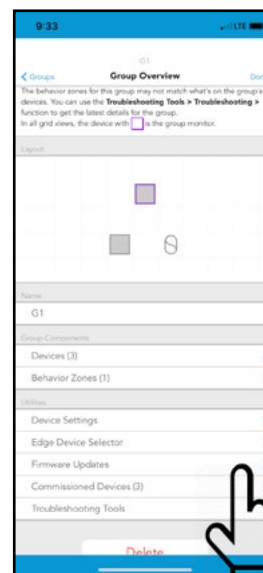 9:33
LTE
G1
Groups
Group Overview
Don
The behavior zones for this group may not match what's on the group's
devices. You can use the Troubleshooting Tools > Troubleshooting >
function to get the latest details for the group.
In all grid views, the device with is the group monitor.
Layout
Name
G1
Group Components
Devices (3)
Behavior Zones (1)
Utilities
Device Settings
Edge Device Selector
Firmware Updates
Commissioned Devices (3)
Troubleshooting Tools
Delete